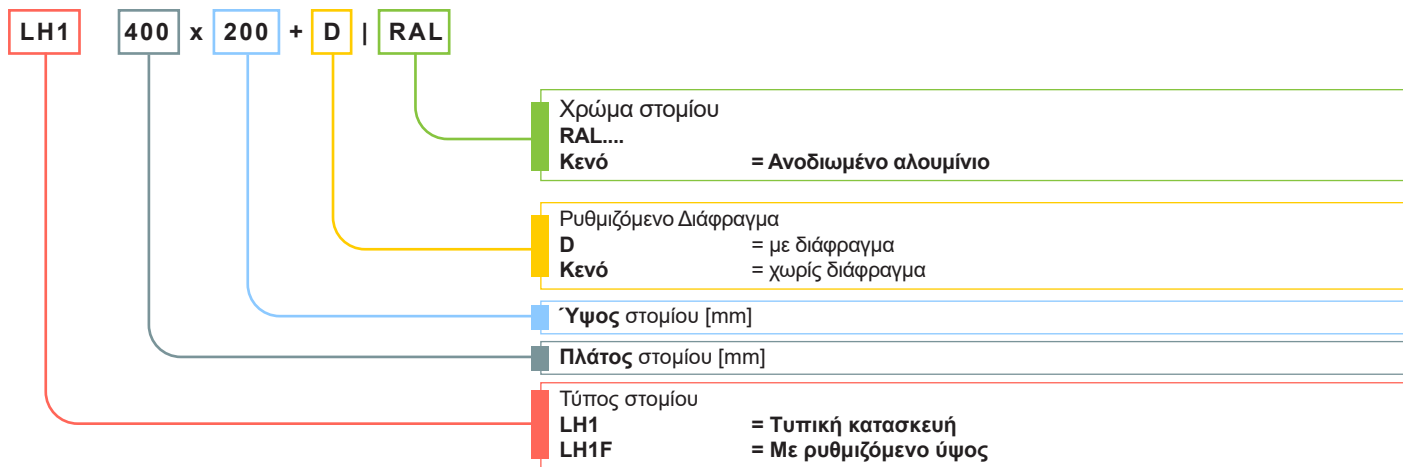 LH1 400 x 200 + D | RAL
Χρώμα στομίου
RAL....
Κενό = Ανοδιωμένο αλουμίνιο
Ρυθμιζόμενο Διάφραγμα
D = με διάφραγμα
Κενό = χωρίς διάφραγμα
Ύψος στομίου [mm]
Πλάτος στομίου [mm]
Τύπος στομίου
LH1 = Τυπική κατασκευή
LH1F = Με ρυθμιζόμενο ύψος